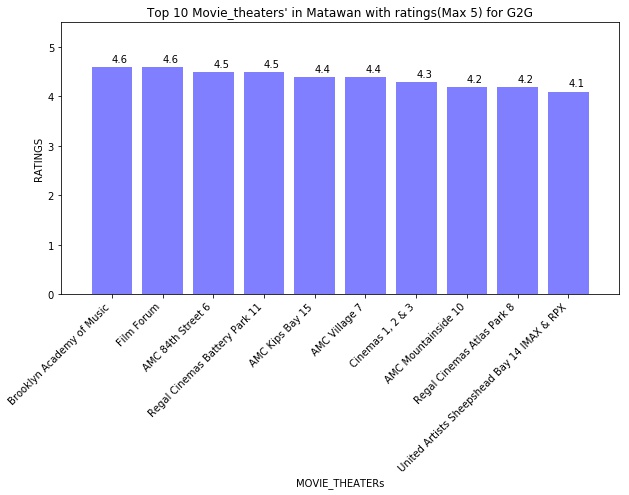 Top 10 Movie_theaters' in Matawan with ratings(Max 5) for G2G
RATINGS
5
4
3
2
1
0
4.6
4.6
4.5
4.5
4.4
4.4
4.3
4.2
4.2
4.1
Brooklyn Academy of Music
Film Forum
AMC 84th Street 6
Regal Cinemas Battery Park 11
AMC Kips Bay 15
AMC Village 7
Cinemas 1, 2 & 3
AMC Mountainside 10
Regal Cinemas Atlas Park 8
United Artists Sheepshead Bay 14 IMAX & RPX
MOVIE_THEATERs